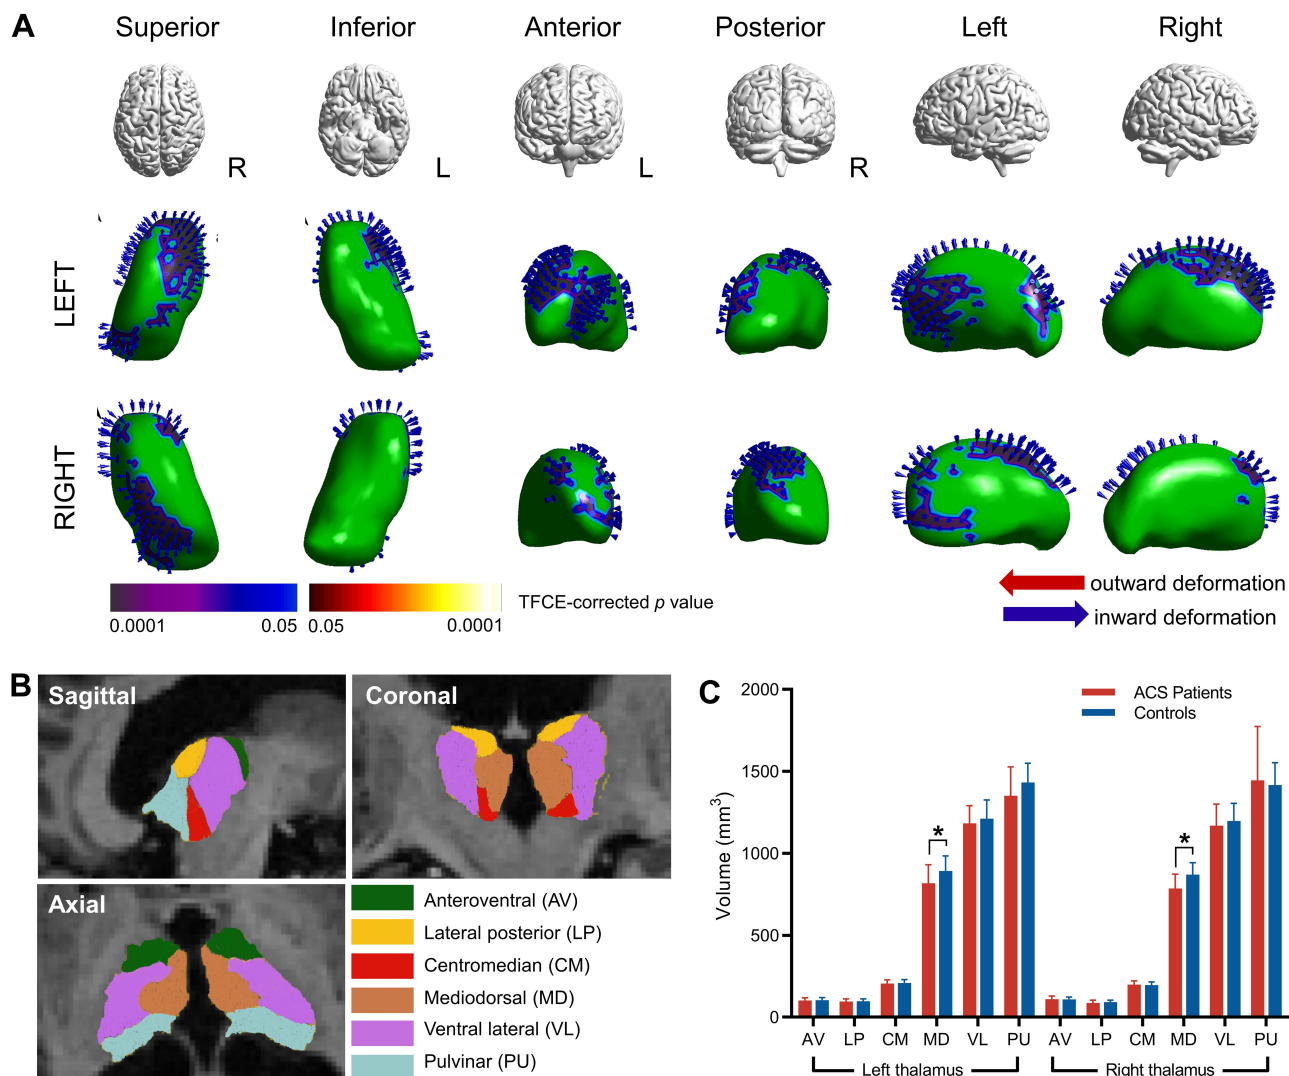 A
Superior Inferior Anterior Posterior Left Right
R L L R
LEFT
RIGHT
0.0001 0.05 0.05 0.0001
TFCE-corrected p value
outward deformation
inward deformation
B
Sagittal
Coronal
Axial
Anteroventral (AV)
Lateral posterior (LP)
Centromedian (CM)
Mediodorsal (MD)
Ventral lateral (VL)
Pulvinar (PU)
C
ACS Patients
Controls
Volume (mm³)
2000
1500
1000
500
0
*
*
AV LP CM MD VL PU AV LP CM MD VL PU
Left thalamus Right thalamus